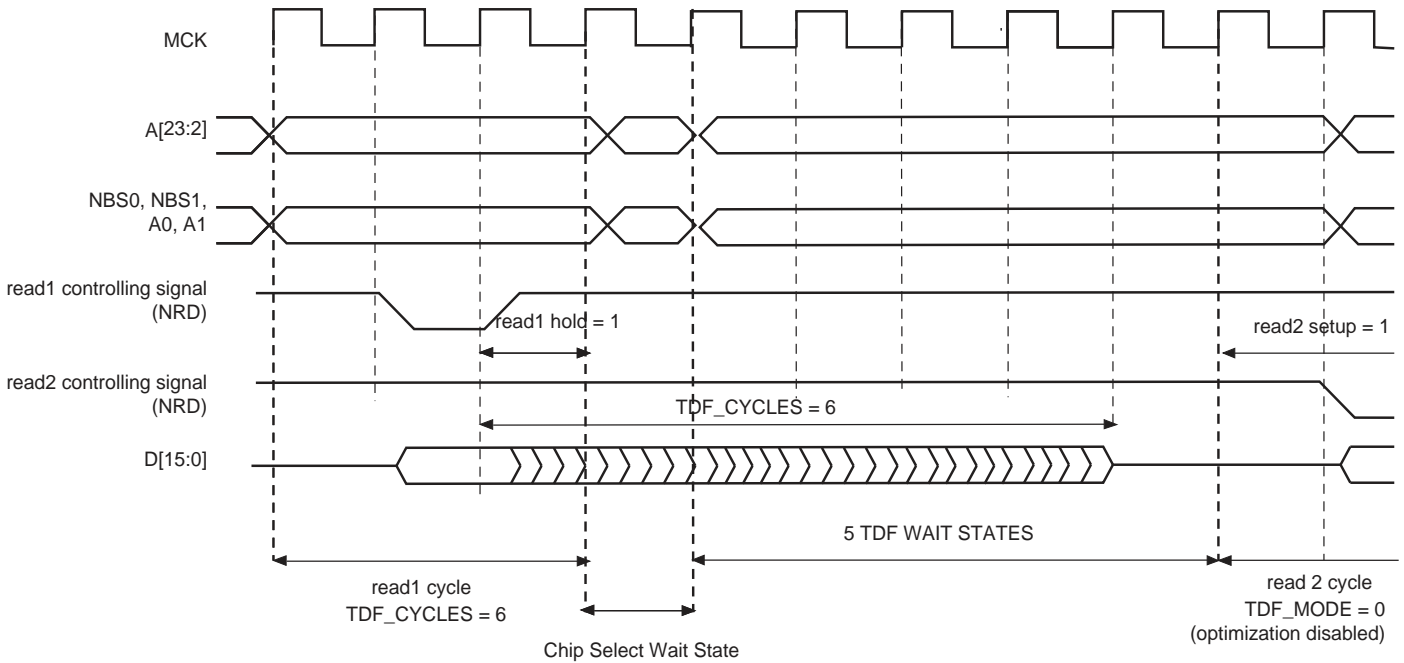 MCK
A[23:2]
NBS0, NBS1,
A0, A1
read1 controlling signal
(NRD)
read1 hold = 1
read2 setup = 1
read2 controlling signal
(NRD)
TDF_CYCLES = 6
D[15:0]
5 TDF WAIT STATES
read1 cycle
TDF_CYCLES = 6
Chip Select Wait State
read 2 cycle
TDF_MODE = 0
(optimization disabled)